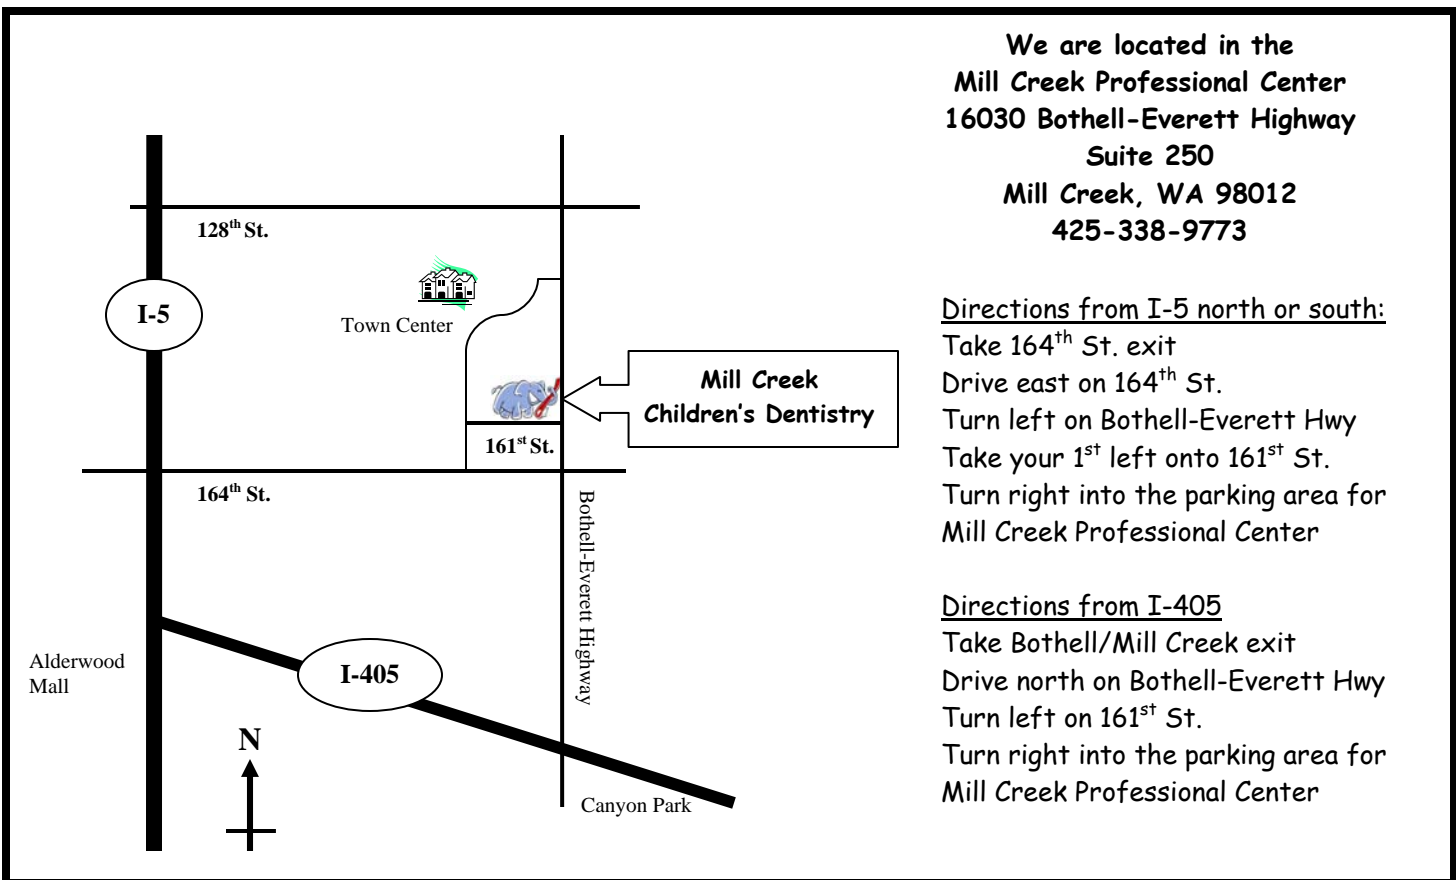 We are located in the
Mill Creek Professional Center
16030 Bothell-Everett Highway
Suite 250
Mill Creek, WA 98012
425-338-9773
128th St.
I-5
Town Center
Mill Creek
Children's Dentistry
161st St.
164th St.
Bothell-Everett Highway
Alderwood
Mall
I-405
N
Canyon Park
Directions from I-5 north or south:
Take 164th St. exit
Drive east on 164th St.
Turn left on Bothell-Everett Hwy
Take your 1st left onto 161st St.
Turn right into the parking area for
Mill Creek Professional Center
Directions from I-405
Take Bothell/Mill Creek exit
Drive north on Bothell-Everett Hwy
Turn left on 161st St.
Turn right into the parking area for
Mill Creek Professional Center